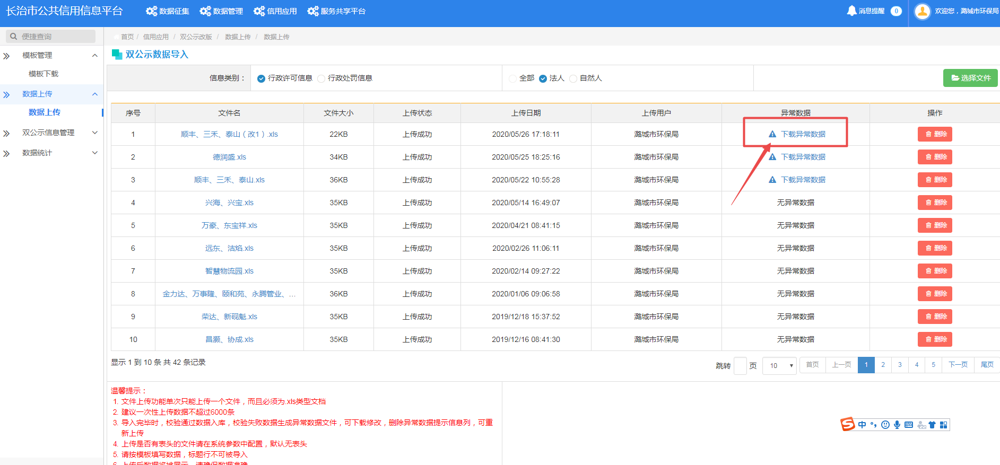 长治市公共信用信息平台 数据征集 数据管理 信用应用 服务共享平台 消息提醒 0 欢迎您，潞城市环保局
便捷查询
首页 / 信用应用 / 双公示改版 / 数据上传 / 数据上传
模板管理
模板下载
数据上传
数据上传
双公示信息管理
数据统计
双公示数据导入
信息类别： 行政许可信息 行政处罚信息 全部 法人 自然人 选择文件
序号 文件名 文件大小 上传状态 上传日期 上传用户 异常数据 操作
1 顺丰、三禾、泰山（改1）.xls 22KB 上传成功 2020/05/26 17:18:11 潞城市环保局 下载异常数据 删除
2 德润盛.xls 34KB 上传成功 2020/05/25 18:25:16 潞城市环保局 下载异常数据 删除
3 顺丰、三禾、泰山.xls 36KB 上传成功 2020/05/22 10:55:28 潞城市环保局 下载异常数据 删除
4 兴海、兴宝.xls 35KB 上传成功 2020/05/14 16:49:07 潞城市环保局 无异常数据 删除
5 万豪、东宝祥.xls 35KB 上传成功 2020/04/21 08:41:15 潞城市环保局 无异常数据 删除
6 远东、洁焰.xls 35KB 上传成功 2020/02/26 11:06:11 潞城市环保局 无异常数据 删除
7 智慧物流园.xls 35KB 上传成功 2020/02/14 09:27:22 潞城市环保局 无异常数据 删除
8 金力达、万事隆、颐和苑、永腾管业、... 36KB 上传成功 2020/01/06 09:06:58 潞城市环保局 无异常数据 删除
9 荣达、新砚魁.xls 35KB 上传成功 2019/12/18 15:37:52 潞城市环保局 无异常数据 删除
10 昌灏、协成.xls 35KB 上传成功 2019/12/16 08:41:30 潞城市环保局 无异常数据 删除
显示 1 到 10 条 共 42 条记录 跳转 页 10 首页 上一页 1 2 3 4 5 下一页 尾页
温馨提示：
1. 文件上传功能单次只能上传一个文件，而且必须为.xls类型文档
2. 建议一次性上传数据不超过6000条
3. 导入完毕时，校验通过数据入库，校验失败数据生成异常数据文件，可下载修改，删除异常数据提示信息列，可重
新上传
4. 上传是否有表头的文件请在系统参数中配置，默认无表头
5. 请按模板填写数据，标题行不可被导入
6. 上传后数据将被展示，请确保数据准确
中